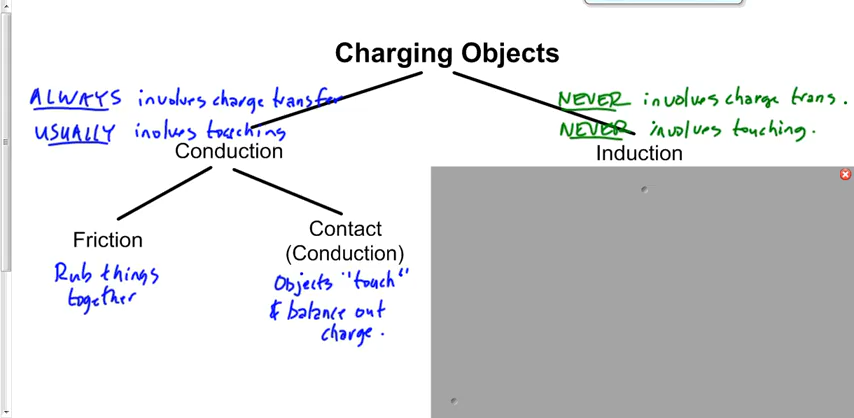 Charging Objects
ALWAYS involves charge transfer
USUALLY inolves touching
NEVER involves charge trans.
NEVER involves touching.
Conduction
Induction
Friction
Rub things
together
Contact
(Conduction)
Objects "touch"
& balance out
charge.